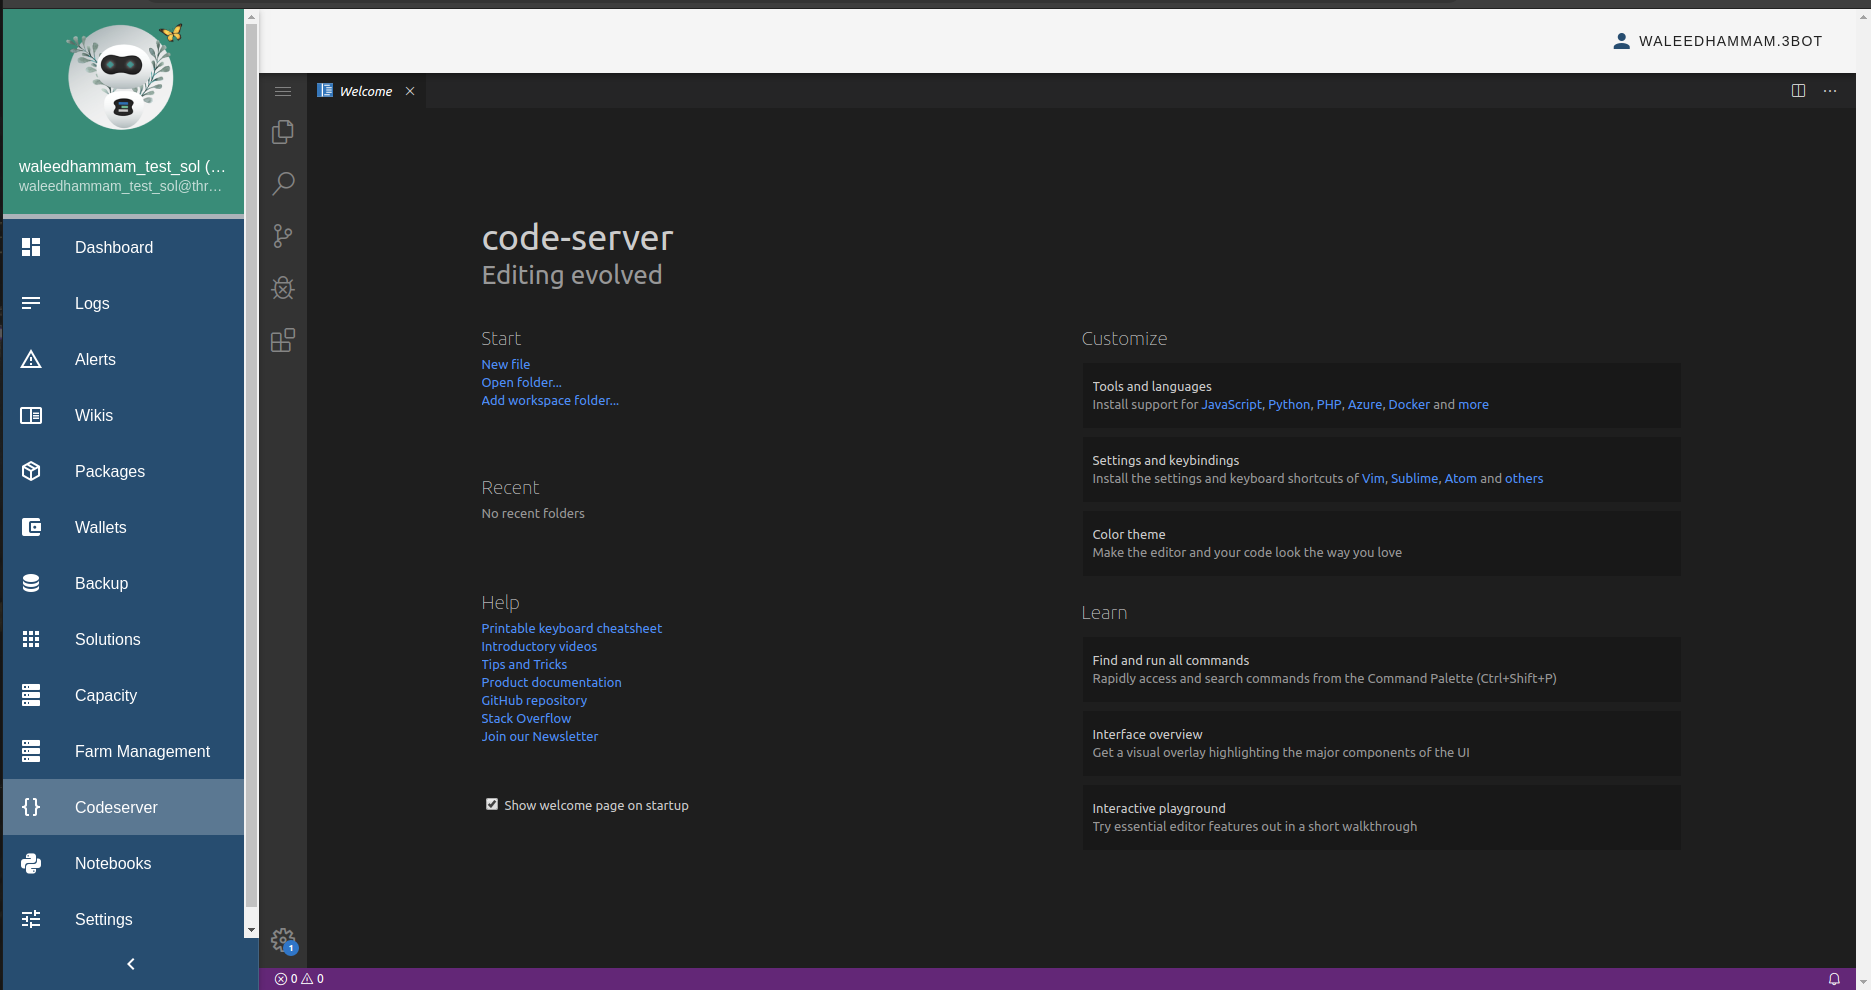 WALEEDHAMMAM.3BOT
waleedhammam_test_sol (...
waleedhammam_test_sol@thr...
Dashboard
Logs
Alerts
Wikis
Packages
Wallets
Backup
Solutions
Capacity
Farm Management
Codeserver
Notebooks
Settings
Welcome
code-server
Editing evolved
Start
New file
Open folder...
Add workspace folder...
Recent
No recent folders
Help
Printable keyboard cheatsheet
Introductory videos
Tips and Tricks
Product documentation
GitHub repository
Stack Overflow
Join our Newsletter
Show welcome page on startup
Customize
Tools and languages
Install support for JavaScript, Python, PHP, Azure, Docker and more
Settings and keybindings
Install the settings and keyboard shortcuts of Vim, Sublime, Atom and others
Color theme
Make the editor and your code look the way you love
Learn
Find and run all commands
Rapidly access and search commands from the Command Palette (Ctrl+Shift+P)
Interface overview
Get a visual overlay highlighting the major components of the UI
Interactive playground
Try essential editor features out in a short walkthrough
1
0 0